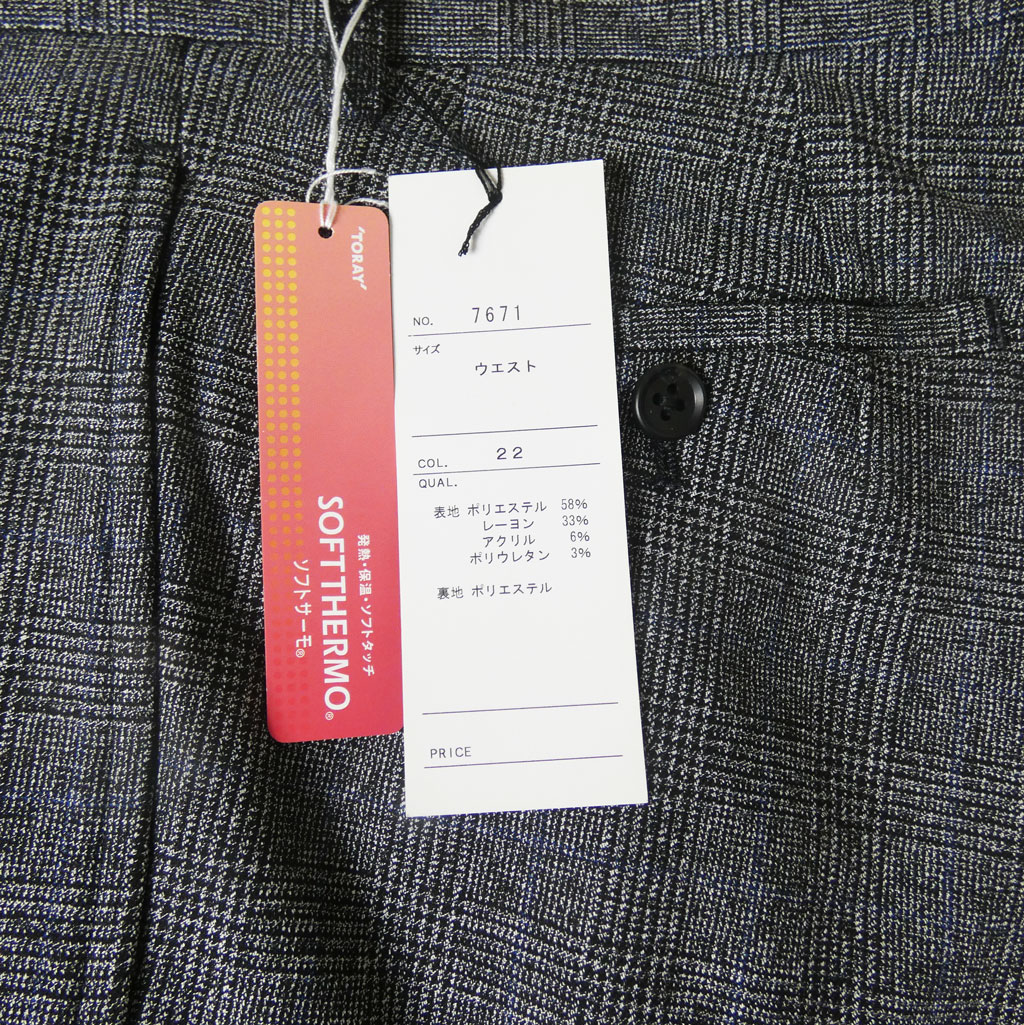 'TORAY'
発熱・保温・ソフトタッチ
SOFTTHERMO®
ソフトサーモ®
NO. 7671
サイズ
ウエスト
COL. 22
QUAL.
表地 ポリエステル 58%
レーヨン 33%
アクリル 6%
ポリウレタン 3%
裏地 ポリエステル
PRICE